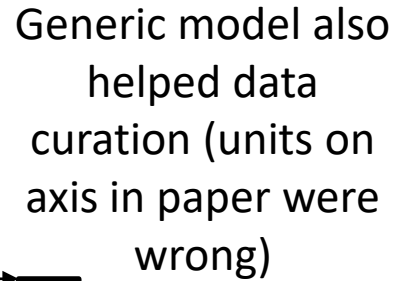 Generic model also
helped data
curation (units on
axis in paper were
wrong)